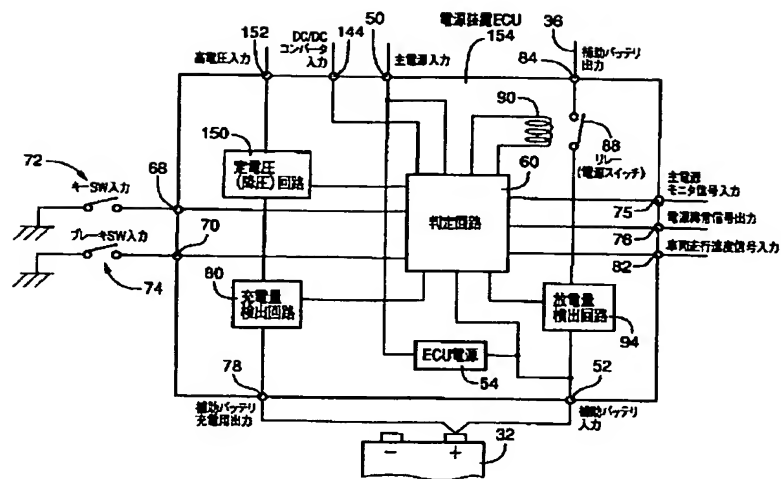 電源装置ECU
154
152
高電圧入力
DC/DC
コンバータ
入力
144
50
主電源入力
36
補助バッテリ
出力
84
90
88
リレー
(電源スイッチ)
150
定電圧
(降圧)回路
60
判定回路
72
キーSW入力
68
70
ブレーキSW入力
74
主電源
モニタ信号入力
75
電源異常信号出力
76
車両走行速度信号入力
82
80
充電量
検出回路
放電量
検出回路
94
ECU電源
54
78
補助バッテリ
充電用出力
52
補助バッテリ
入力
－
＋
32